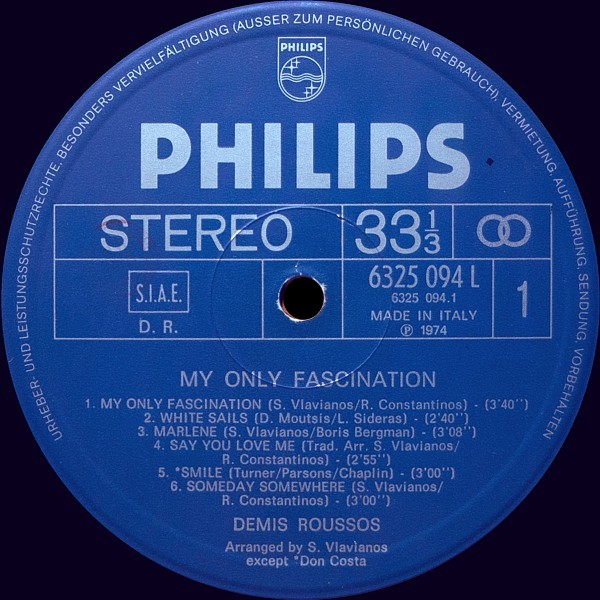 URHEBER- UND LEISTUNGSSCHUTZRECHTE, BESONDERS VERVIELFÄLTIGUNG (AUSSER ZUM PERSÖNLICHEN GEBRAUCH), VERMIETUNG, AUFFÜHRUNG, SENDUNG, VORBEHALTEN
PHILIPS
PHILIPS
STEREO
33 1/3
S.I.A.E.
D. R.
6325 094 L
6325 094.1
MADE IN ITALY
Ⓟ 1974
1
MY ONLY FASCINATION
1. MY ONLY FASCINATION (S. Vlavianos/R. Constantinos) - (3'40'')
2. WHITE SAILS (D. Moutsis/L. Sideras) - (2'40'')
3. MARLENE (S. Vlavianos/Boris Bergman) - (3'08'')
4. SAY YOU LOVE ME (Trad. Arr. S. Vlavianos/
R. Constantinos) - (2'55'')
5. *SMILE (Turner/Parsons/Chaplin) - (3'00'')
6. SOMEDAY SOMEWHERE (S. Vlavianos/
R. Constantinos) - (3'00'')
DEMIS ROUSSOS
Arranged by S. Vlavianos
except *Don Costa